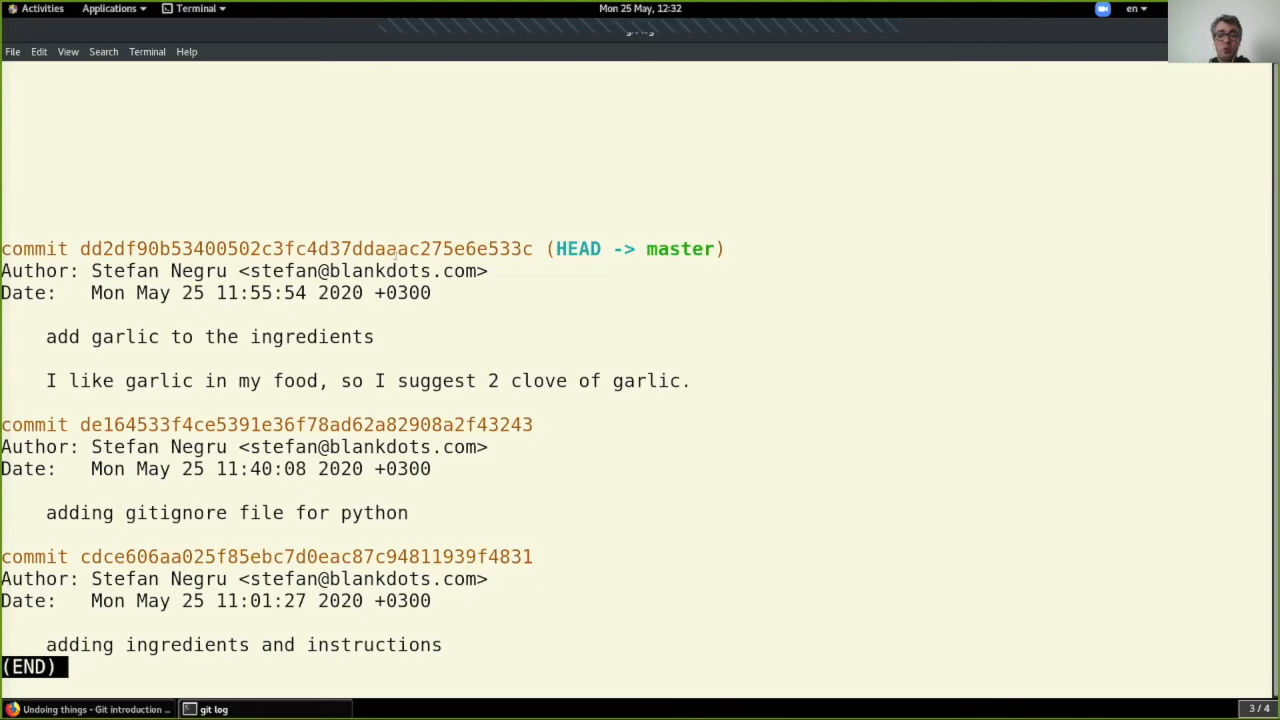 Activities Applications Terminal Mon 25 May, 12:32 en
git log
File Edit View Search Terminal Help
commit dd2df90b53400502c3fc4d37ddaaac275e6e533c (HEAD -> master)
Author: Stefan Negru <stefan@blankdots.com>
Date:   Mon May 25 11:55:54 2020 +0300
add garlic to the ingredients
I like garlic in my food, so I suggest 2 clove of garlic.
commit de164533f4ce5391e36f78ad62a82908a2f43243
Author: Stefan Negru <stefan@blankdots.com>
Date:   Mon May 25 11:40:08 2020 +0300
adding gitignore file for python
commit cdce606aa025f85ebc7d0eac87c94811939f4831
Author: Stefan Negru <stefan@blankdots.com>
Date:   Mon May 25 11:01:27 2020 +0300
adding ingredients and instructions
(END)
Undoing things - Git introduction ... git log 3 / 4